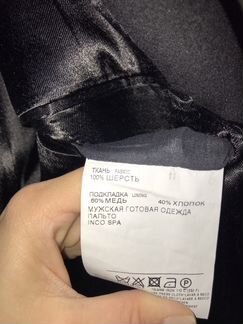 ТКАНЬ FABRIC
100% ШЕРСТЬ
ПОДКЛАДКА LINING
60% МЕДЬ 40% ХЛОПОК
МУЖСКАЯ ГОТОВАЯ ОДЕЖДА
ПАЛЬТО
INCO SPA